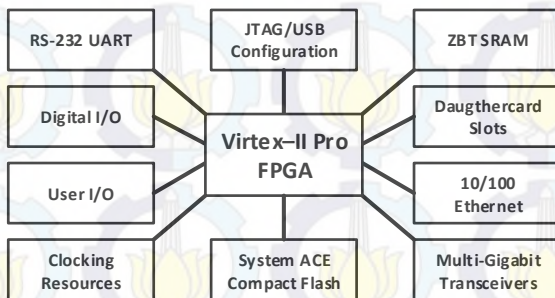 RS-232 UART
JTAG/USB
Configuration
ZBT SRAM
Digital I/O
Daugthercard
Slots
Virtex–II Pro
FPGA
User I/O
10/100
Ethernet
Clocking
Resources
System ACE
Compact Flash
Multi-Gigabit
Transceivers